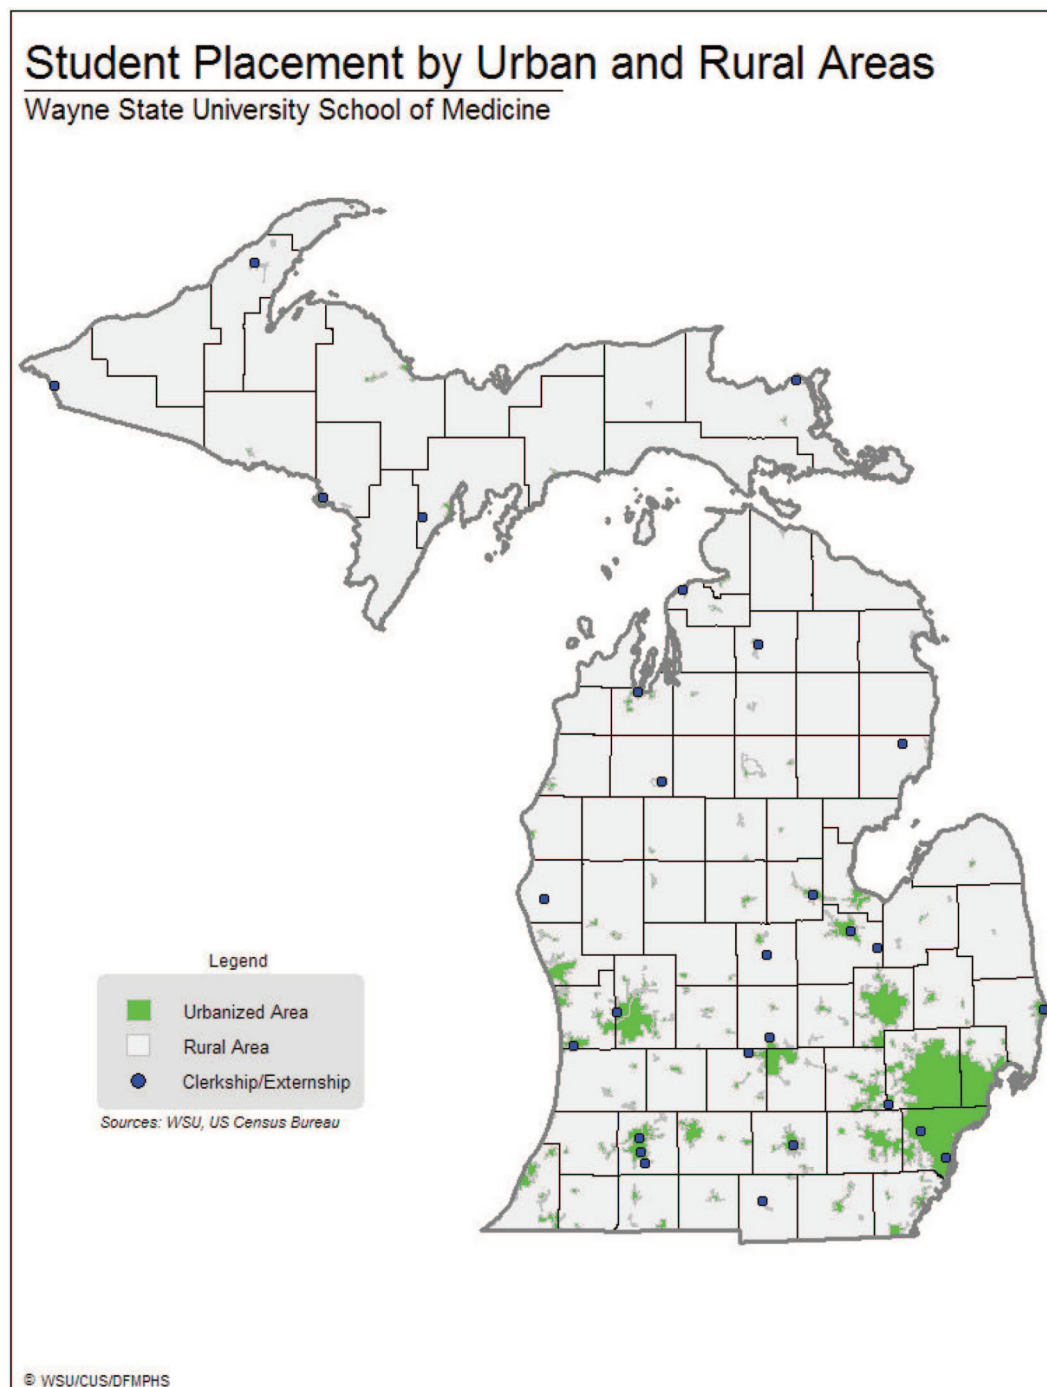 Student Placement by Urban and Rural Areas
Wayne State University School of Medicine
Legend
Urbanized Area
Rural Area
Clerkship/Externship
Sources: WSU, US Census Bureau
© WSU/CUS/DFMPHS